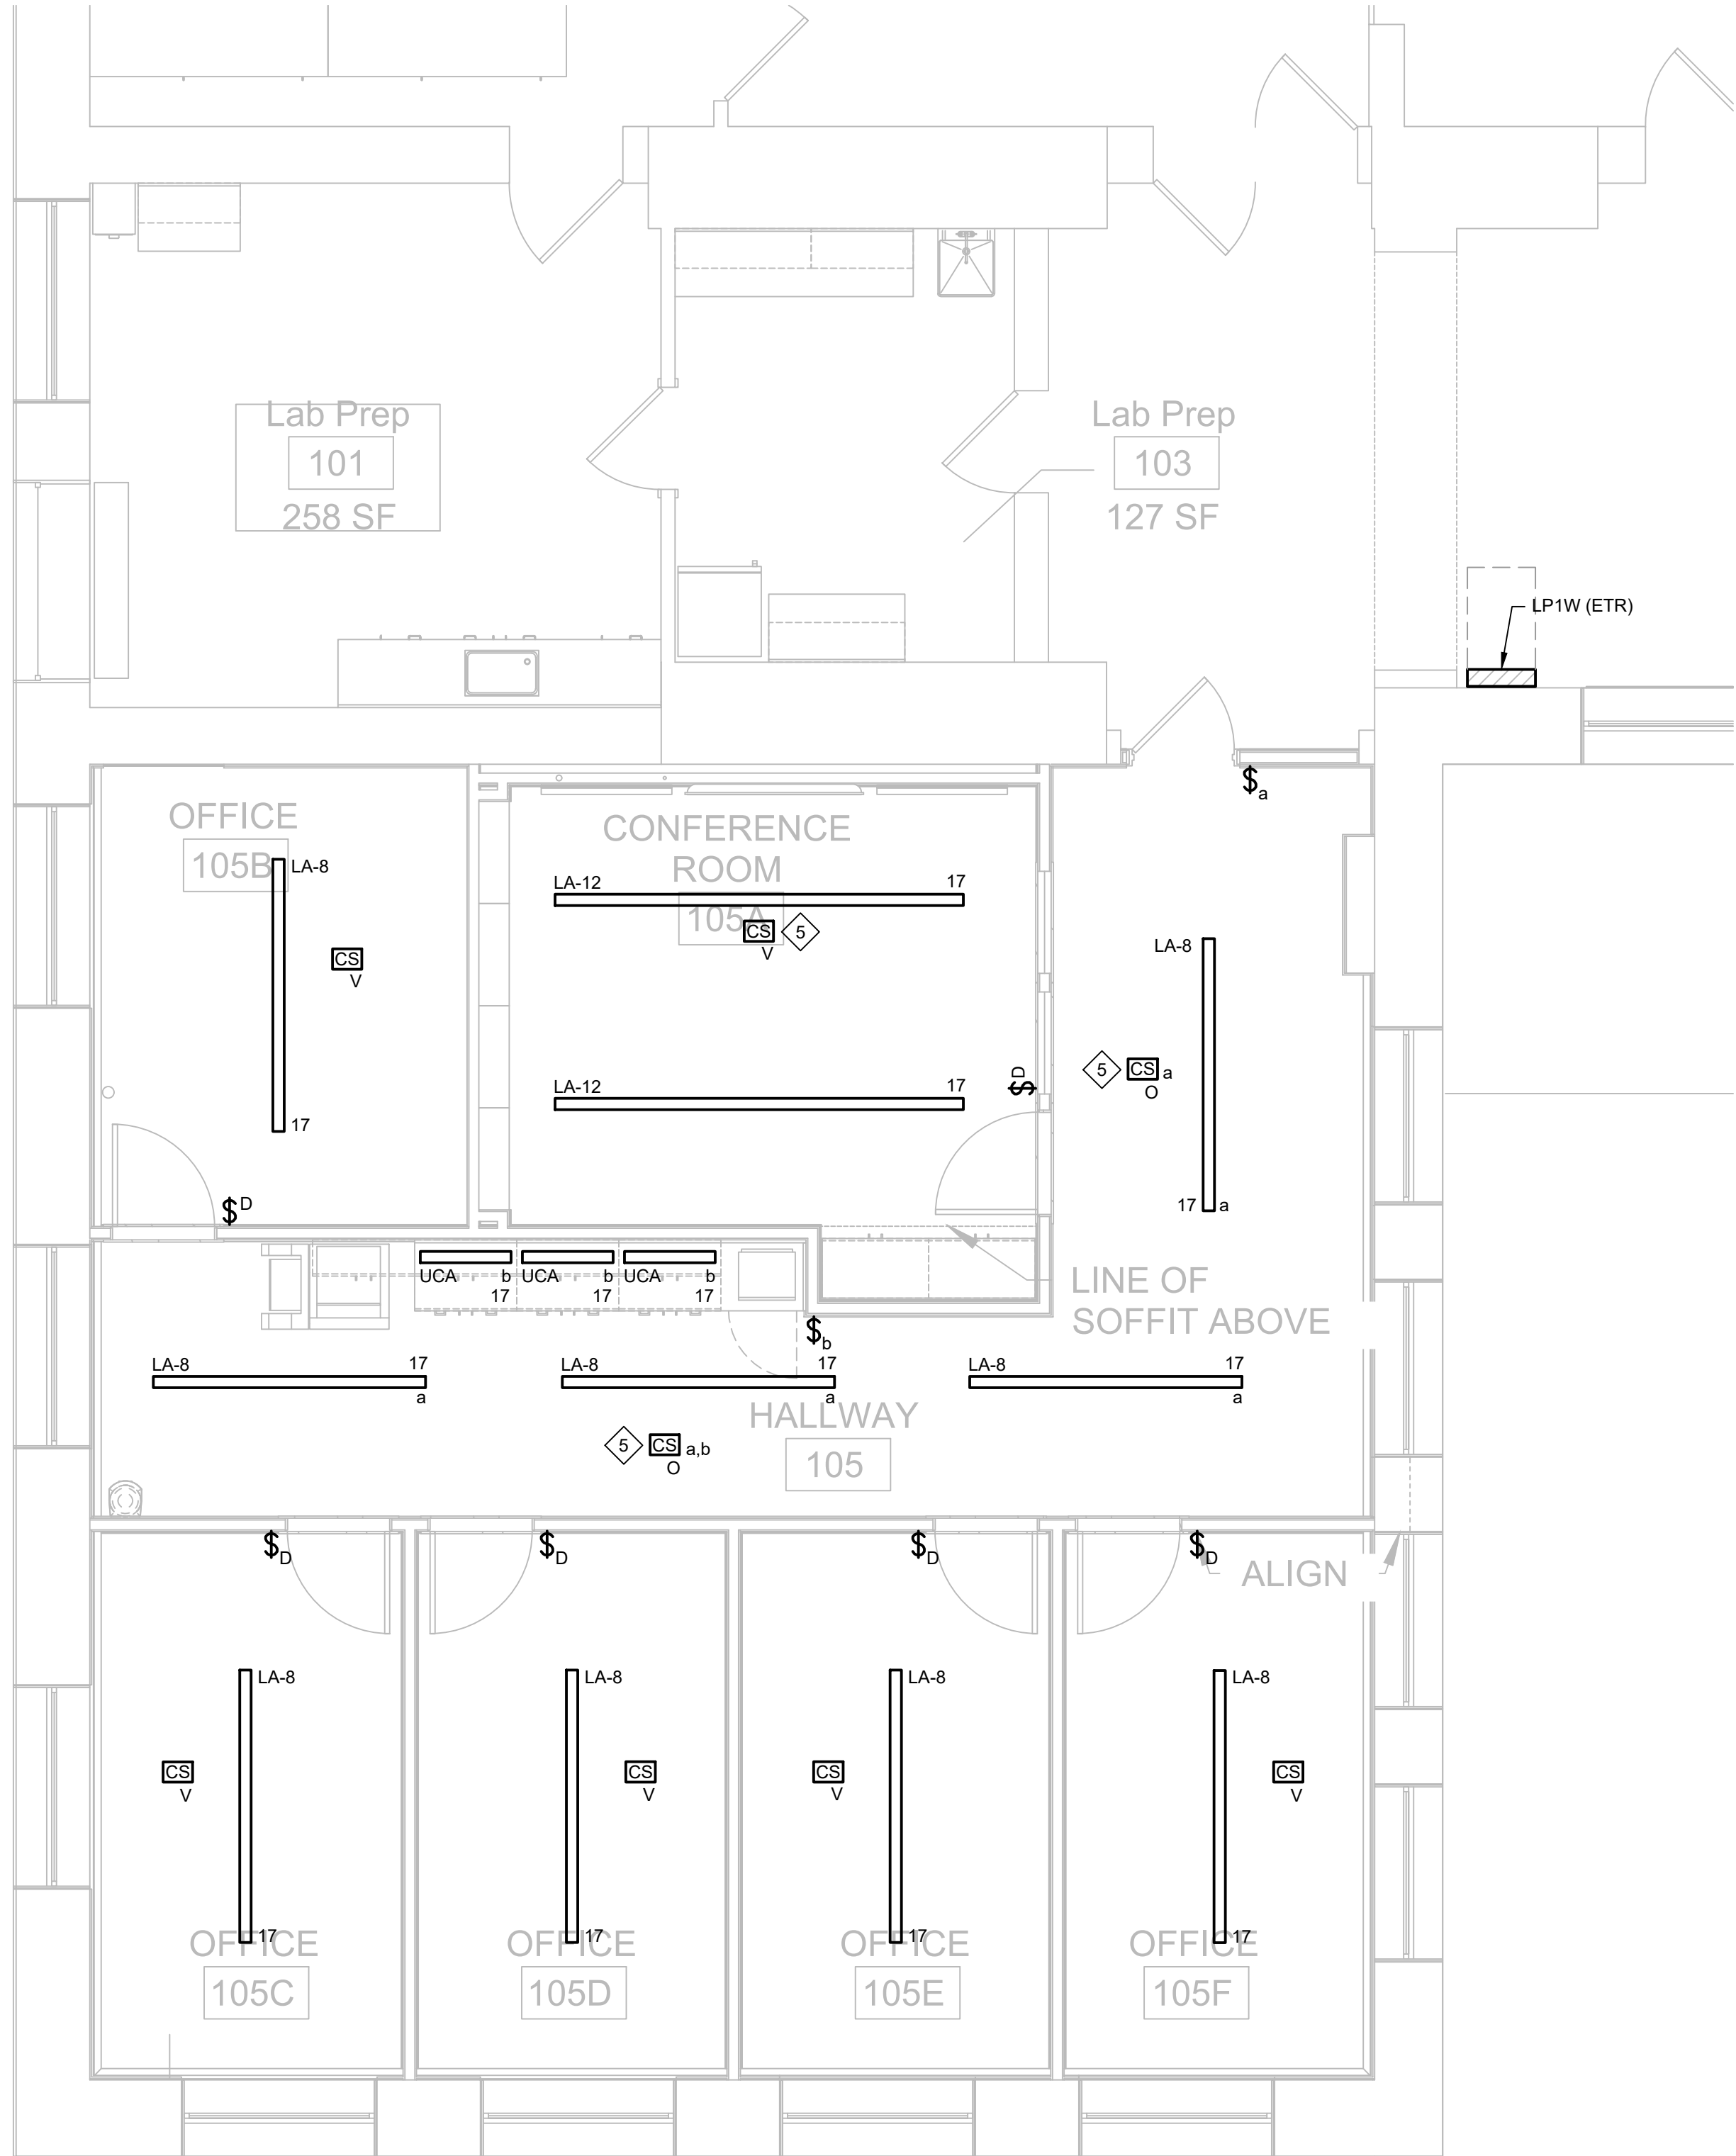 Lab Prep
101
258 SF
Lab Prep
103
127 SF
LP1W (ETR)
$a
OFFICE
105B
LA-8
CS
V
17
$D
CONFERENCE
ROOM
105A
LA-12 17
CS 5
V
LA-12 17
$D
LA-8
5 CS a
O
17 a
UCA b
17
UCA b
17
UCA b
17
$b
LINE OF
SOFFIT ABOVE
LA-8 17
a
LA-8 17
a
LA-8 17
a
HALLWAY
105
5 CS a,b
O
$D
$D
$D
$D
ALIGN
LA-8
CS
V
17
OFFICE
105C
LA-8
CS
V
17
OFFICE
105D
LA-8
CS
V
17
OFFICE
105E
LA-8
CS
V
17
OFFICE
105F